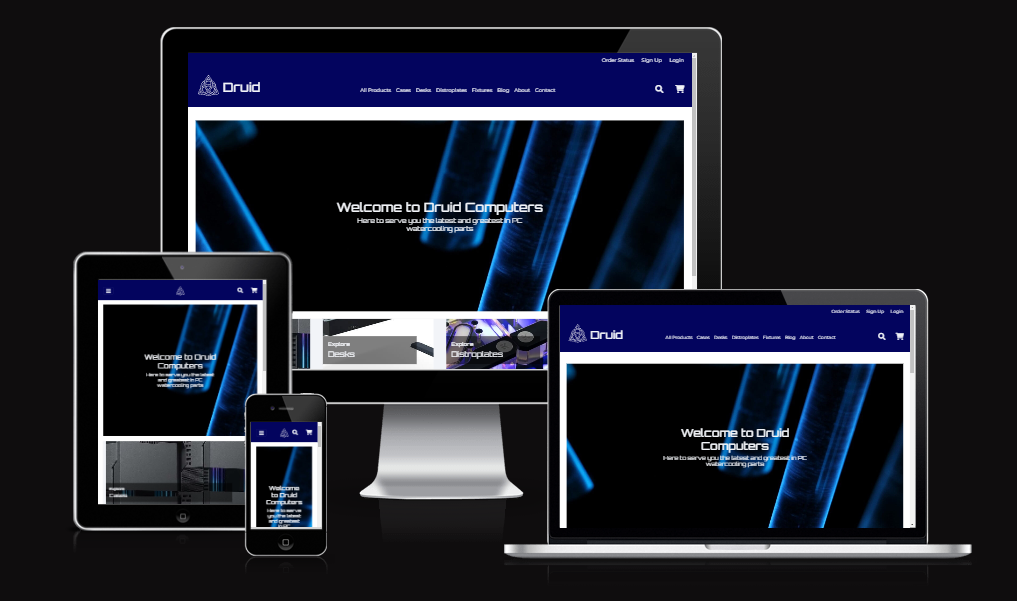 Order Status Sign Up Login
Druid
All Products Cases Desks Distroplates Fixtures Blog About Contact
Welcome to Druid Computers
Here to serve you the latest and greatest in PC
watercooling parts
Explore
Desks
Explore
Distroplates
Welcome to Druid
Computers
Here to serve you the latest
and greatest in PC
watercooling parts
Explore
Cases
Welcome
to Druid
Computers
Here to serve
you the latest
and greatest
in PC
Order Status Sign Up Login
Druid
All Products Cases Desks Distroplates Fixtures Blog About Contact
Welcome to Druid
Computers
Here to serve you the latest and greatest in PC
watercooling parts